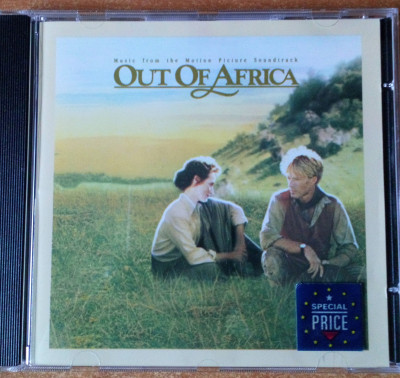 Music from the Motion Picture Soundtrack
OUT OF AFRICA
SPECIAL
PRICE